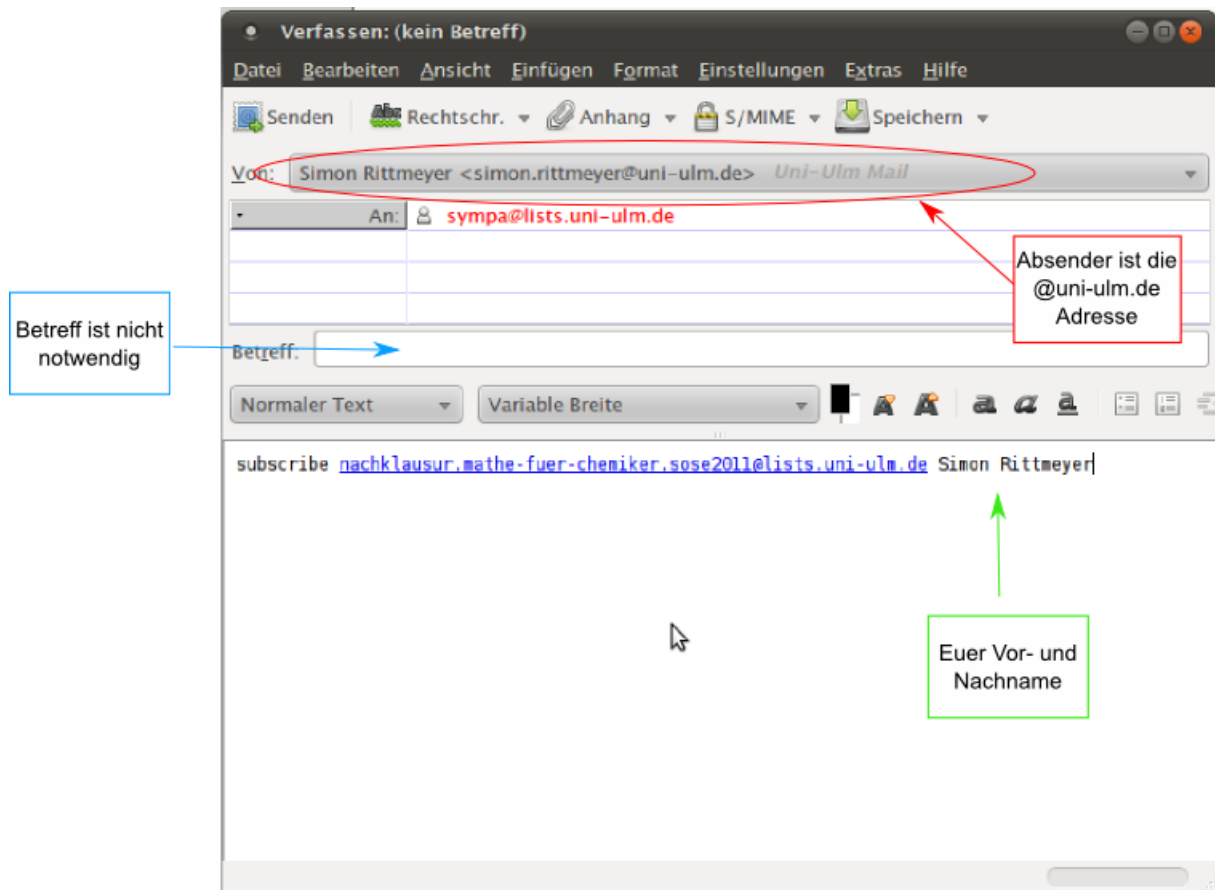 Verfassen: (kein Betreff)
Datei Bearbeiten Ansicht Einfügen Format Einstellungen Extras Hilfe
Senden Abc Rechtschr. Anhang S/MIME Speichern
Von: Simon Rittmeyer <simon.rittmeyer@uni-ulm.de> Uni-Ulm Mail
An: sympa@lists.uni-ulm.de
Absender ist die
@uni-ulm.de
Adresse
Betreff ist nicht
notwendig
Betreff:
Normaler Text Variable Breite A A a a a
subscribe nachklausur.mathe-fuer-chemiker.sose2011@lists.uni-ulm.de Simon Rittmeyer
Euer Vor- und
Nachname